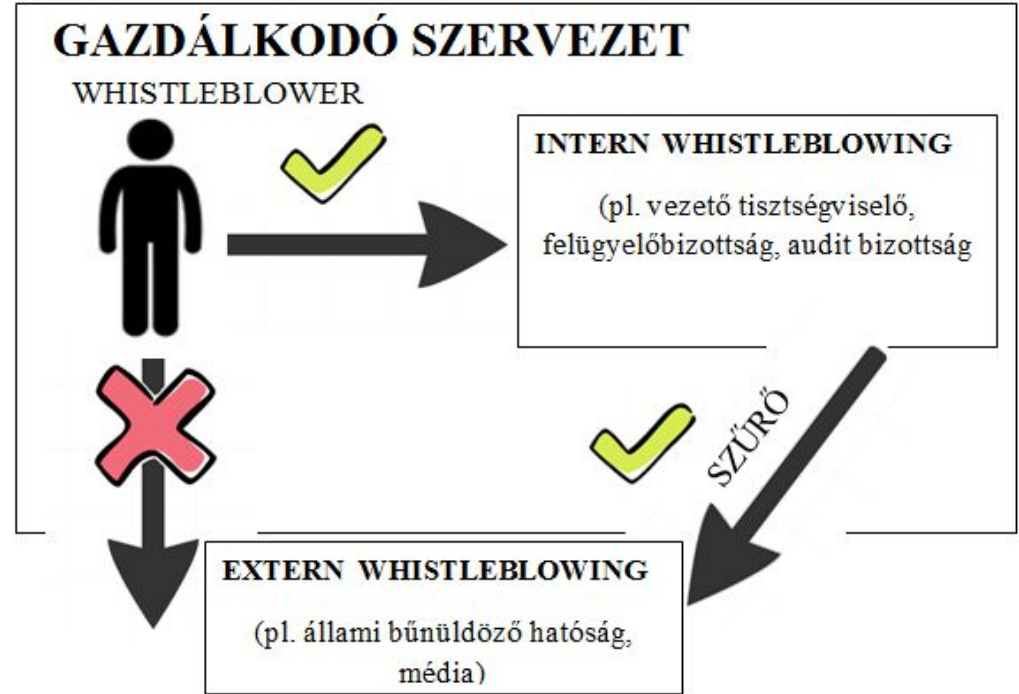 GAZDÁLKODÓ SZERVEZET
WHISTLEBLOWER
INTERN WHISTLEBLOWING
(pl. vezető tisztségviselő,
felügyelőbizottság, audit bizottság
SZŰRŐ
EXTERN WHISTLEBLOWING
(pl. állami bűnüldöző hatóság,
média)